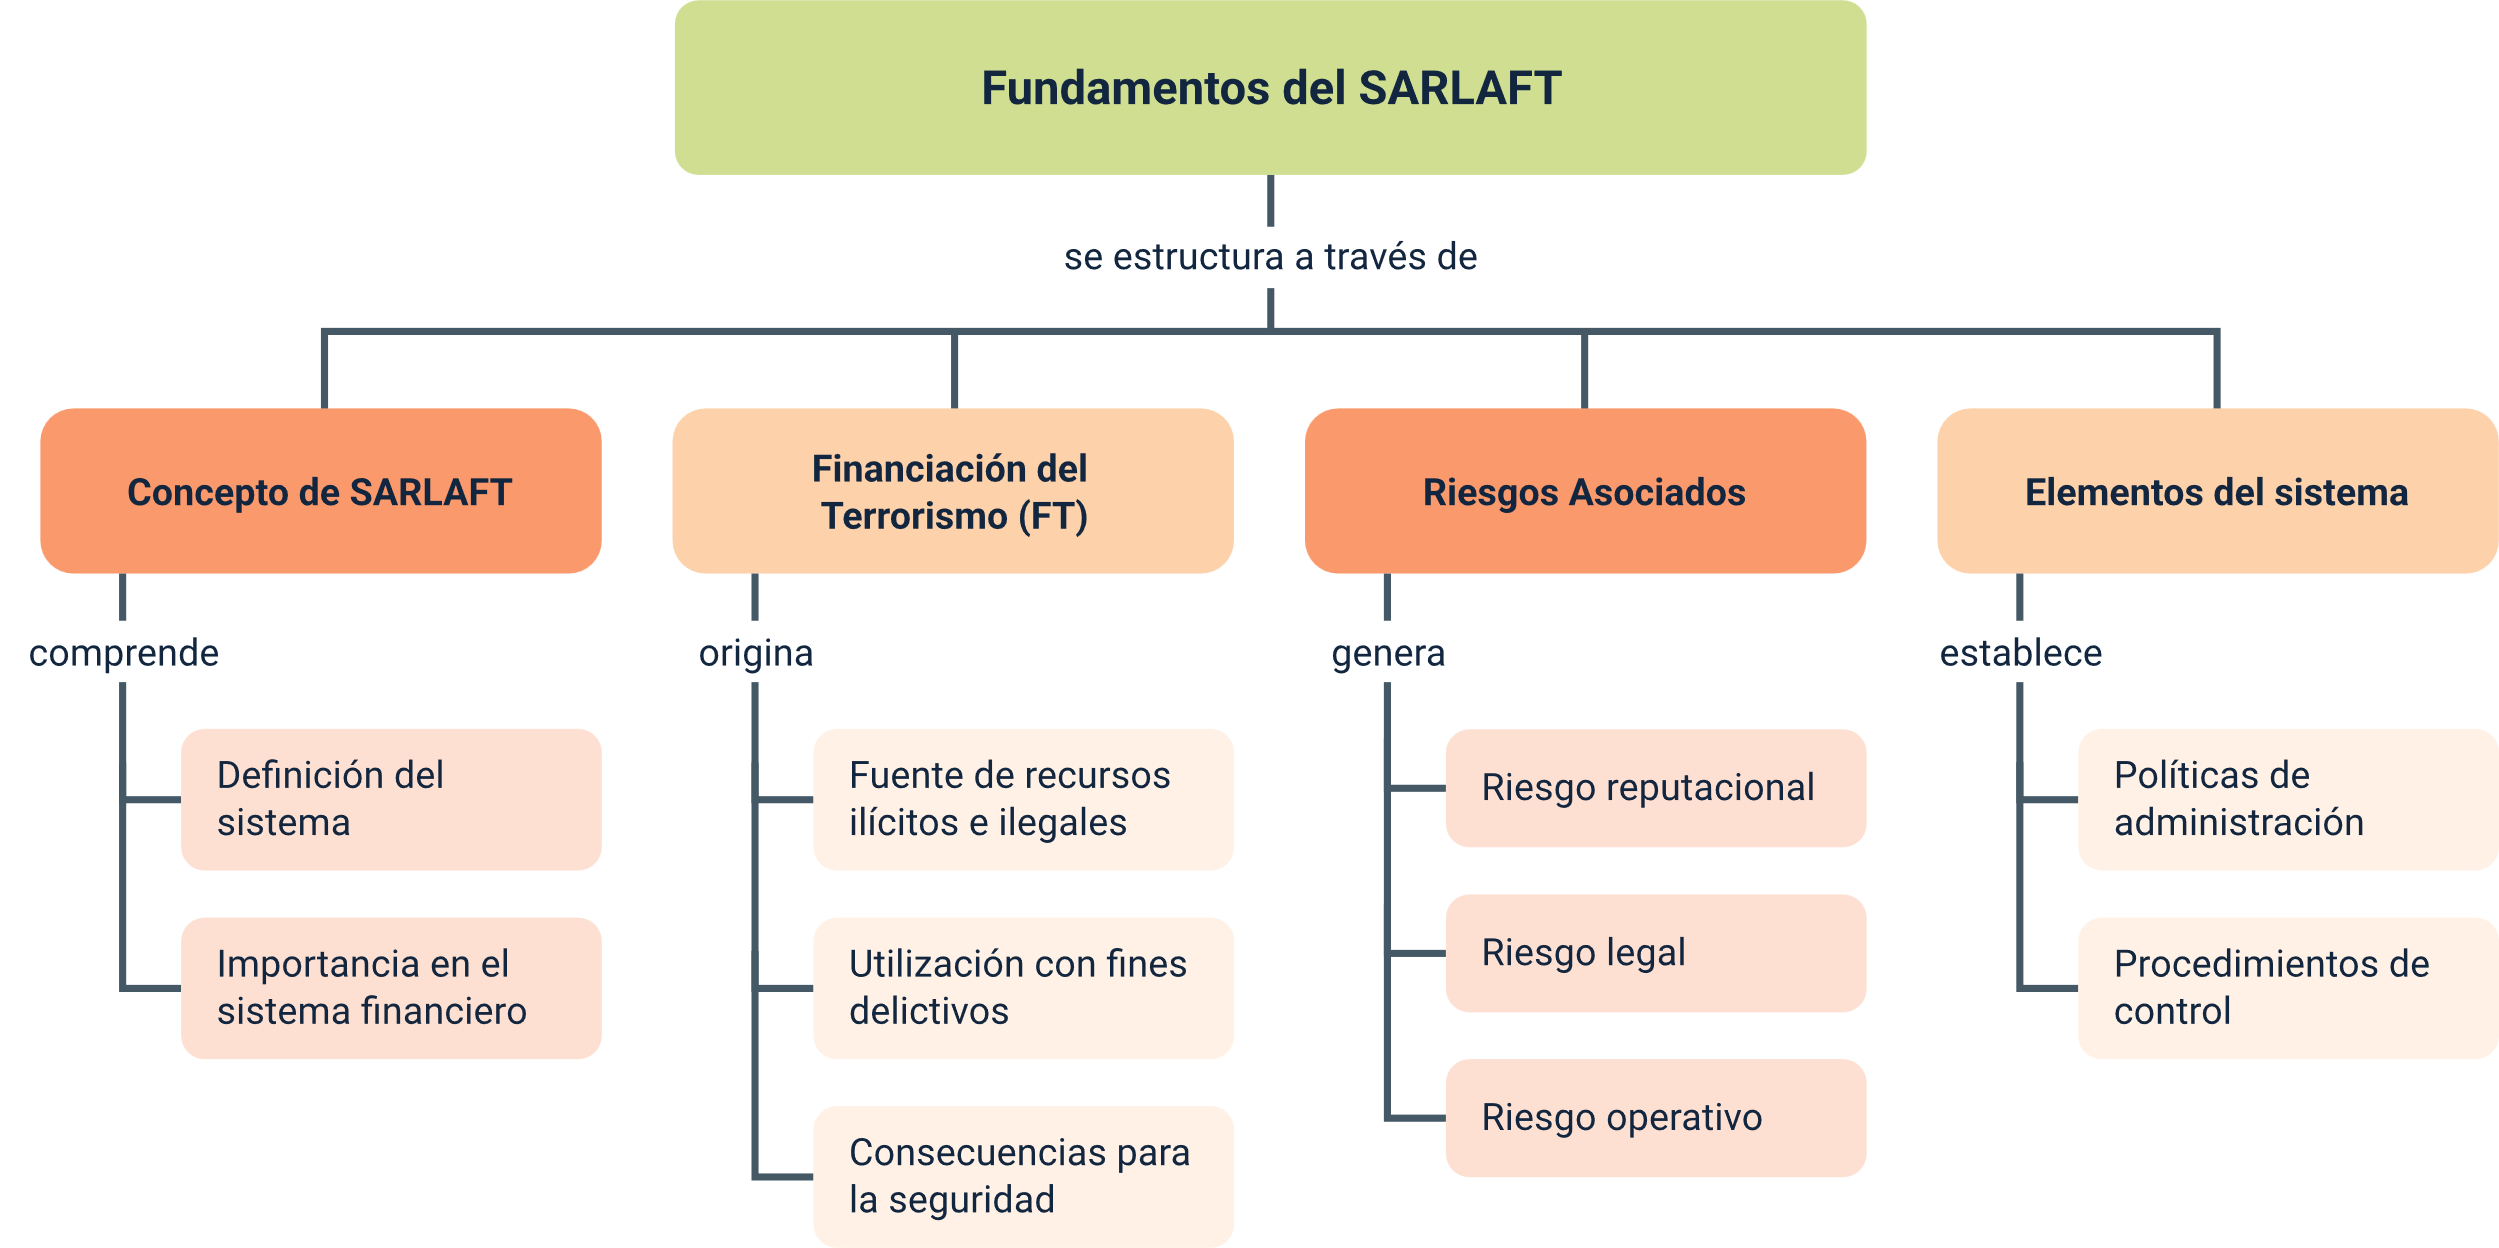 Fundamentos del SARLAFT
se estructura a través de
Concepto de SARLAFT
comprende
Definición del
sistema
Importancia en el
sistema financiero
Financiación del
Terrorismo (FT)
origina
Fuente de recursos
ilícitos e ilegales
Utilización con fines
delictivos
Consecuencias para
la seguridad
Riesgos Asociados
genera
Riesgo reputacional
Riesgo legal
Riesgo operativo
Elementos del sistema
establece
Políticas de
administración
Procedimientos de
control